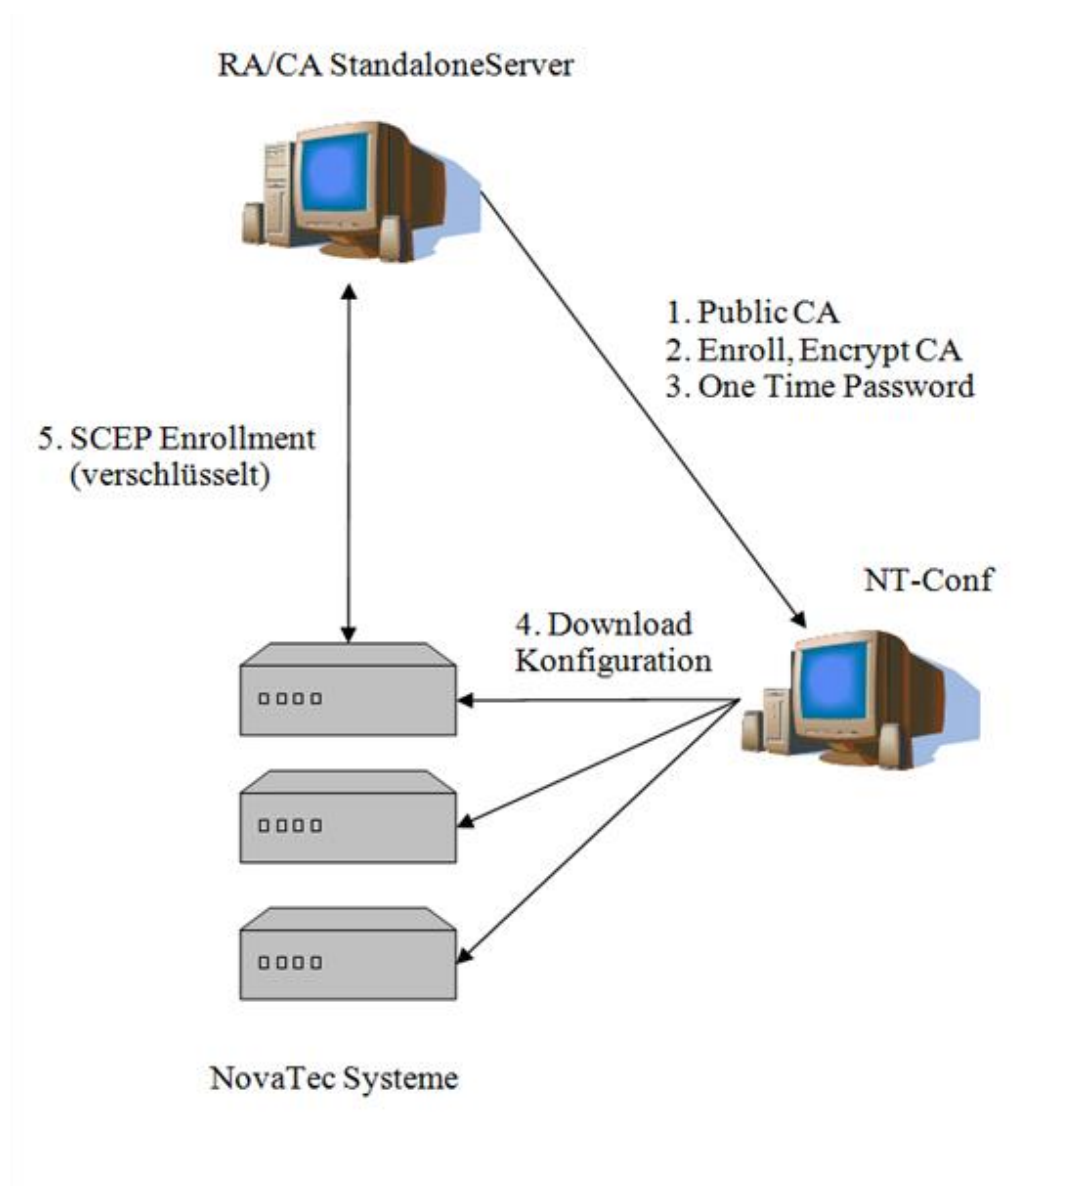 RA/CA StandaloneServer
1. Public CA
2. Enroll, Encrypt CA
3. One Time Password
5. SCEP Enrollment
(verschlüsselt)
NT-Conf
4. Download
Konfiguration
NovaTec Systeme